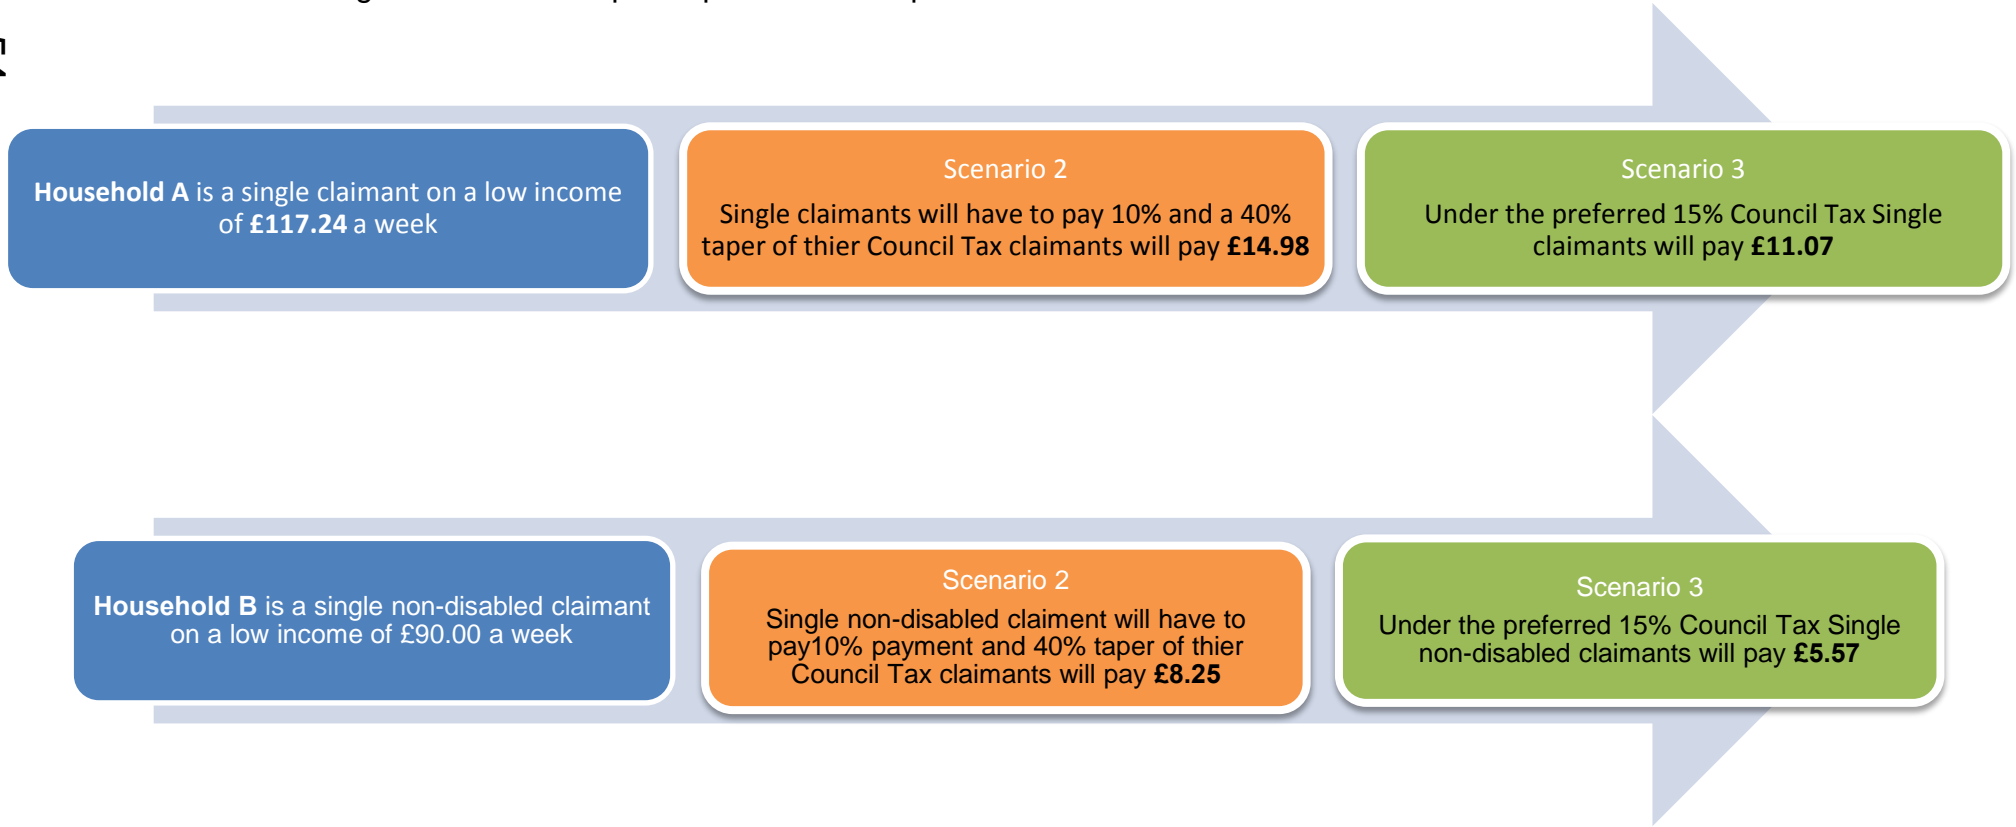 Household A is a single claimant on a low income
of £117.24 a week
Scenario 2
Single claimants will have to pay 10% and a 40%
taper of thier Council Tax claimants will pay £14.98
Scenario 3
Under the preferred 15% Council Tax Single
claimants will pay £11.07
Household B is a single non-disabled claimant
on a low income of £90.00 a week
Scenario 2
Single non-disabled claiment will have to
pay10% payment and 40% taper of thier
Council Tax claimants will pay £8.25
Scenario 3
Under the preferred 15% Council Tax Single
non-disabled claimants will pay £5.57